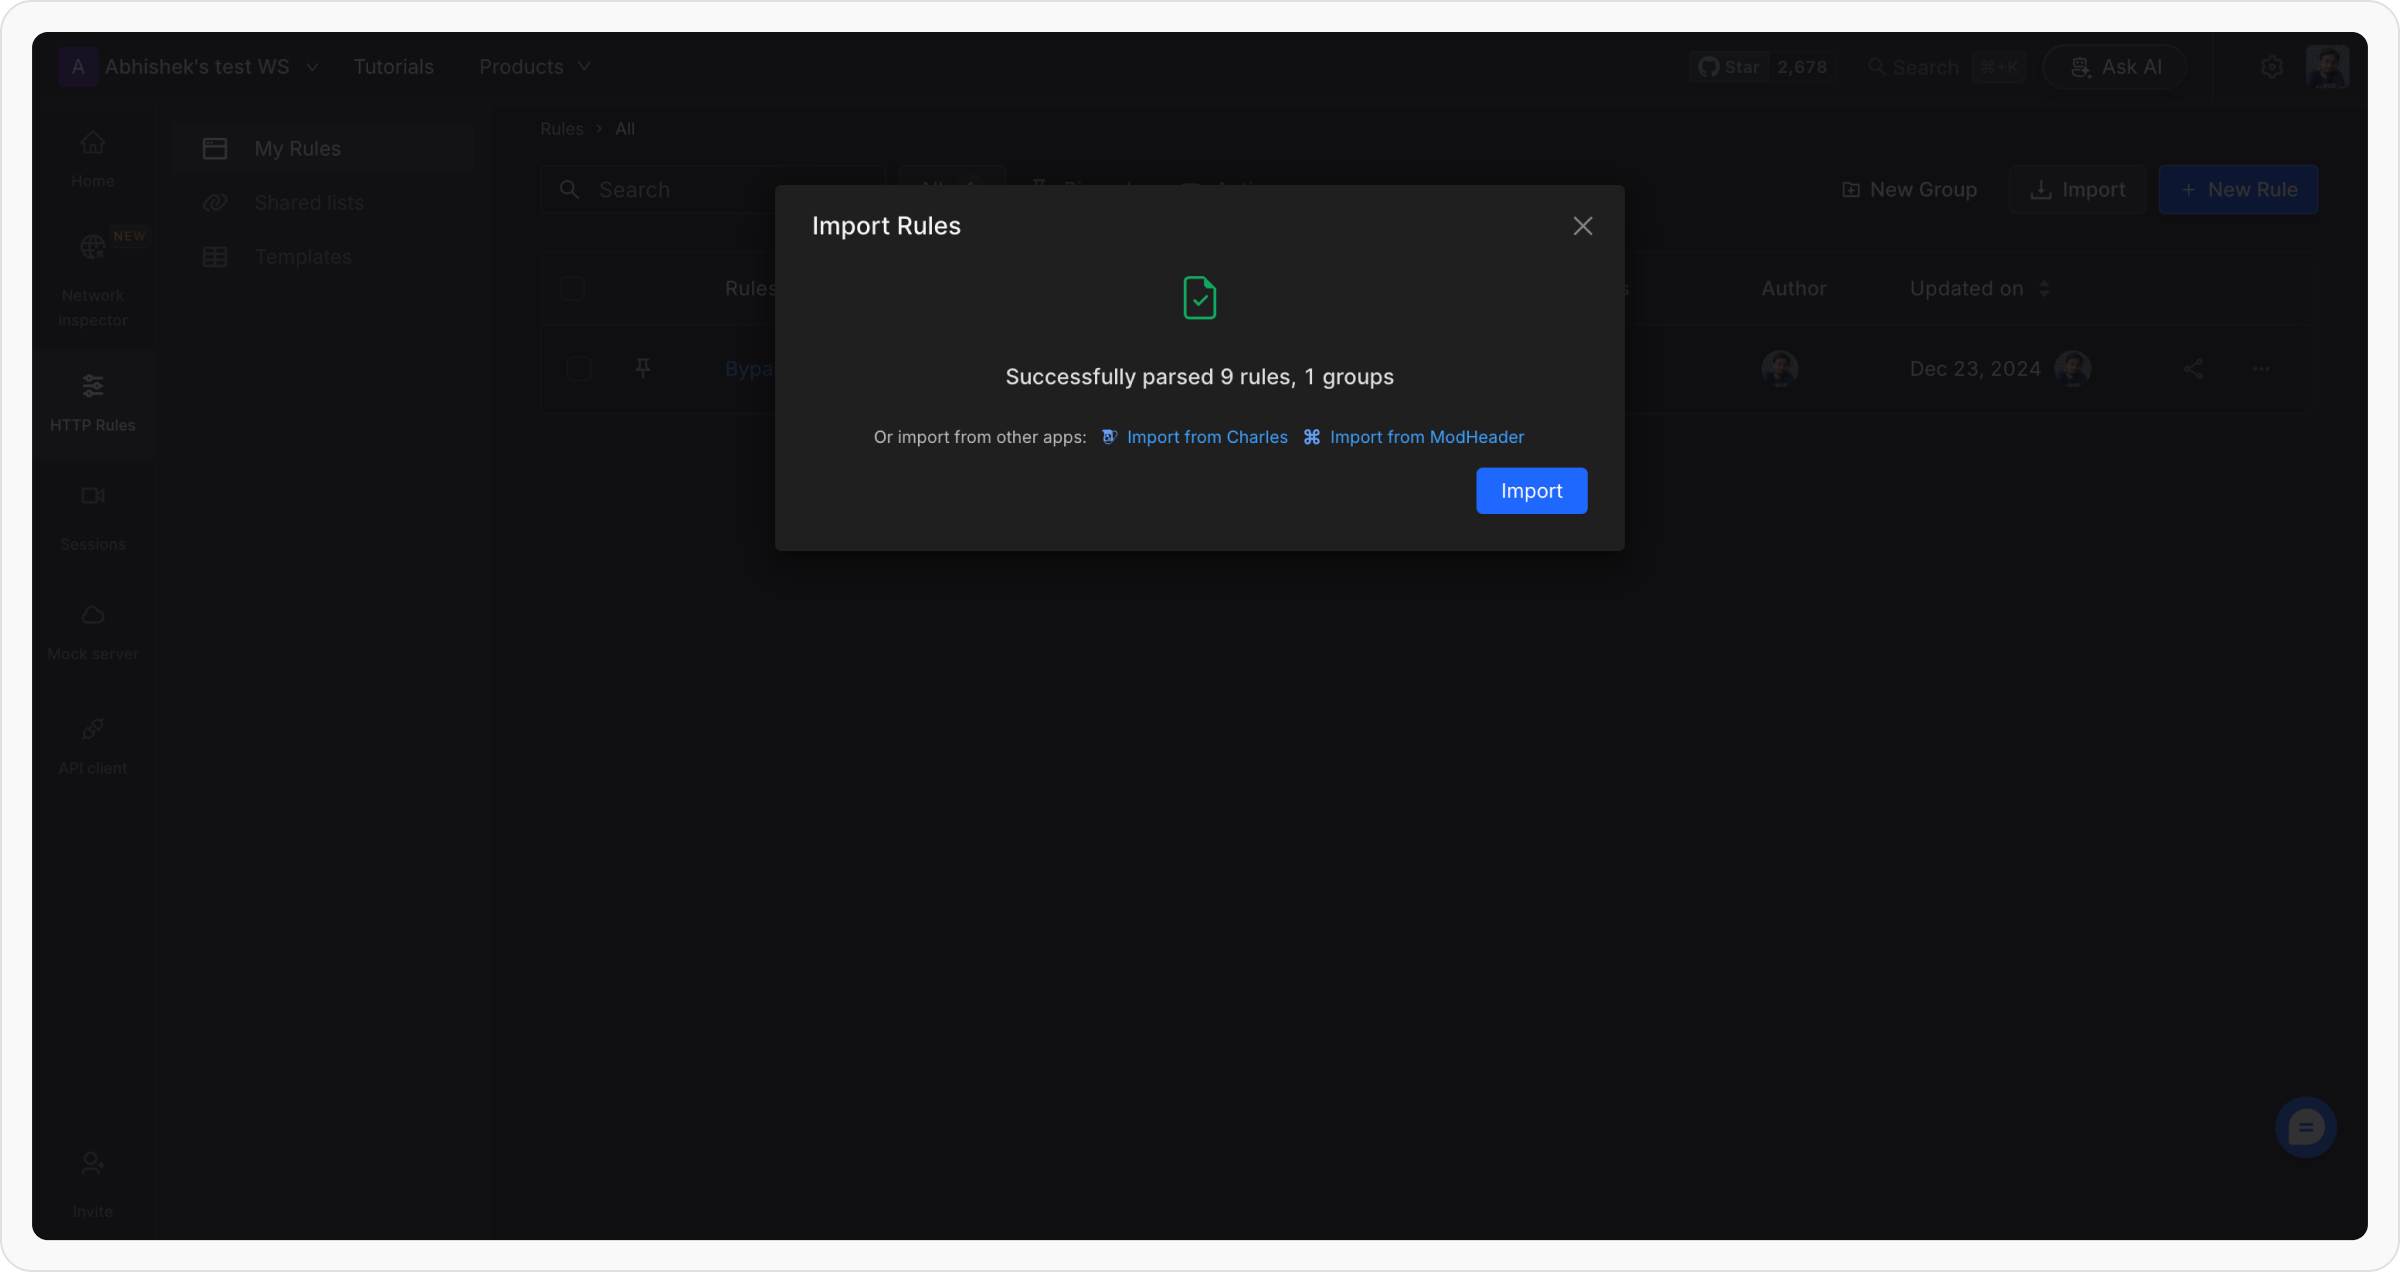 A Abhishek's test WS Tutorials Products Star 2,678 Search ⌘+K Ask AI
Home
NEW
Network
inspector
HTTP Rules
Sessions
Mock server
API client
Invite
My Rules
Shared lists
Templates
Rules > All
Search
New Group Import + New Rule
Rules Author Updated on
Bypa Dec 23, 2024
Import Rules
Successfully parsed 9 rules, 1 groups
Or import from other apps: Import from Charles Import from ModHeader
Import